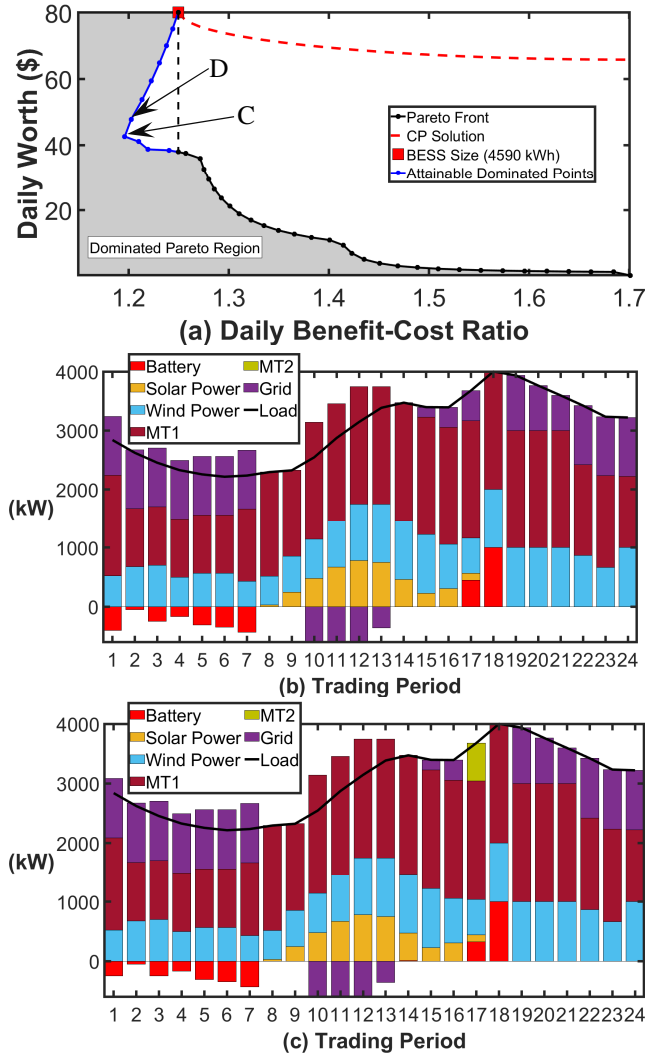 80
60
40
20
Daily Worth ($)
D
C
Pareto Front
CP Solution
BESS Size (4590 kWh)
Attainable Dominated Points
Dominated Pareto Region
1.2 1.3 1.4 1.5 1.6 1.7
(a) Daily Benefit-Cost Ratio
Battery MT2
Solar Power Grid
Wind Power Load
MT1
4000
3000
2000
(kW)
1000
0
1 2 3 4 5 6 7 8 9 10 11 12 13 14 15 16 17 18 19 20 21 22 23 24
(b) Trading Period
Battery MT2
Solar Power Grid
Wind Power Load
MT1
4000
3000
2000
(kW)
1000
0
1 2 3 4 5 6 7 8 9 10 11 12 13 14 15 16 17 18 19 20 21 22 23 24
(c) Trading Period